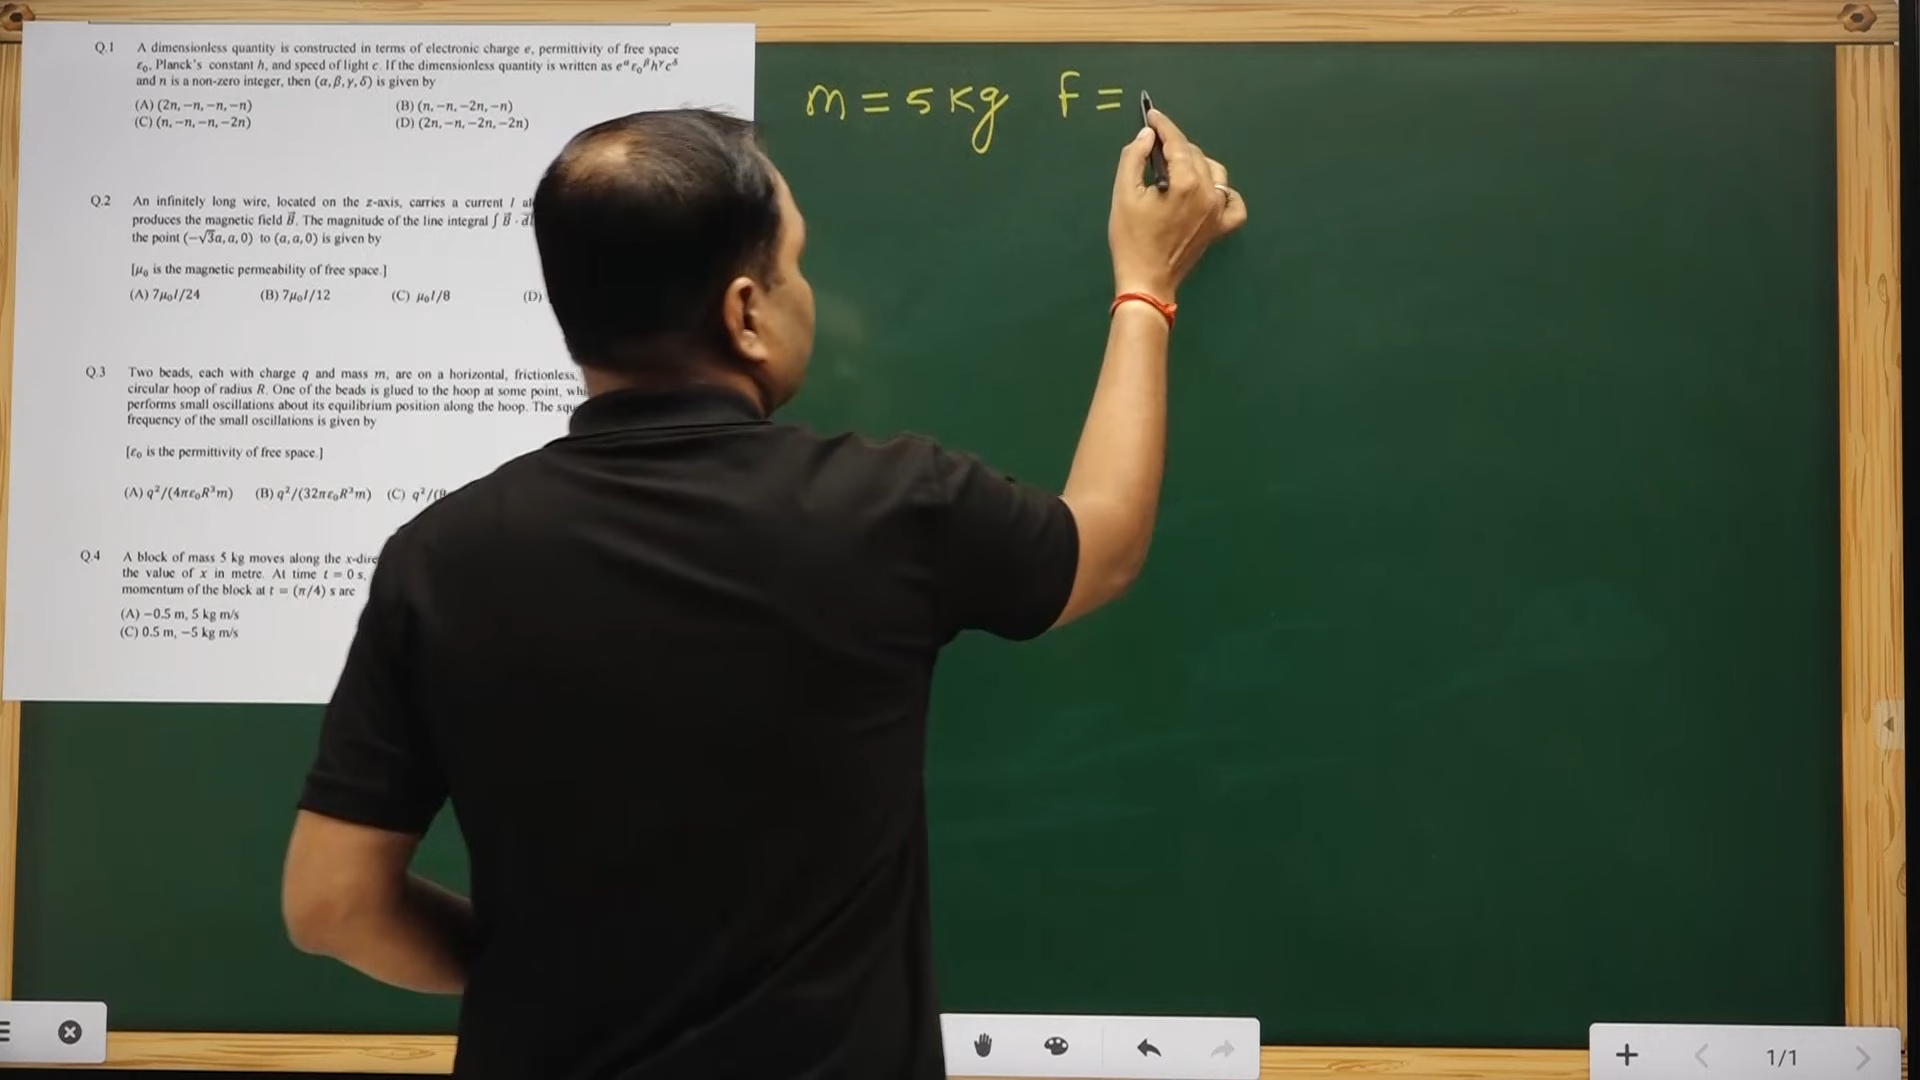 Q.1 A dimensionless quantity is constructed in terms of electronic charge e, permittivity of free space
ε₀, Planck's constant h, and speed of light c. If the dimensionless quantity is written as e^α ε₀^β h^γ c^δ
and n is a non-zero integer, then (α, β, γ, δ) is given by
(A) (2n, −n, −n, −n) (B) (n, −n, −2n, −n)
(C) (n, −n, −n, −2n) (D) (2n, −n, −2n, −2n)
Q.2 An infinitely long wire, located on the z-axis, carries a current I
produces the magnetic field B⃗. The magnitude of the line integral ∫ B⃗ ·
the point (−√3a, a, 0) to (a, a, 0) is given by
[μ₀ is the magnetic permeability of free space.]
(A) 7μ₀I/24 (B) 7μ₀I/12 (C) μ₀I/8 (D)
Q.3 Two beads, each with charge q and mass m, are on a horizontal, frictionless,
circular hoop of radius R. One of the beads is glued to the hoop at some point,
performs small oscillations about its equilibrium position along the hoop. The
frequency of the small oscillations is given by
[ε₀ is the permittivity of free space.]
(A) q²/(4πε₀R³m) (B) q²/(32πε₀R³m) (C) q²/(8
Q.4 A block of mass 5 kg moves along the
the value of x in metre. At time t = 0 s,
momentum of the block at t = (π/4) s are
(A) −0.5 m, 5 kg m/s
(C) 0.5 m, −5 kg m/s
m = 5 kg F =
1/1